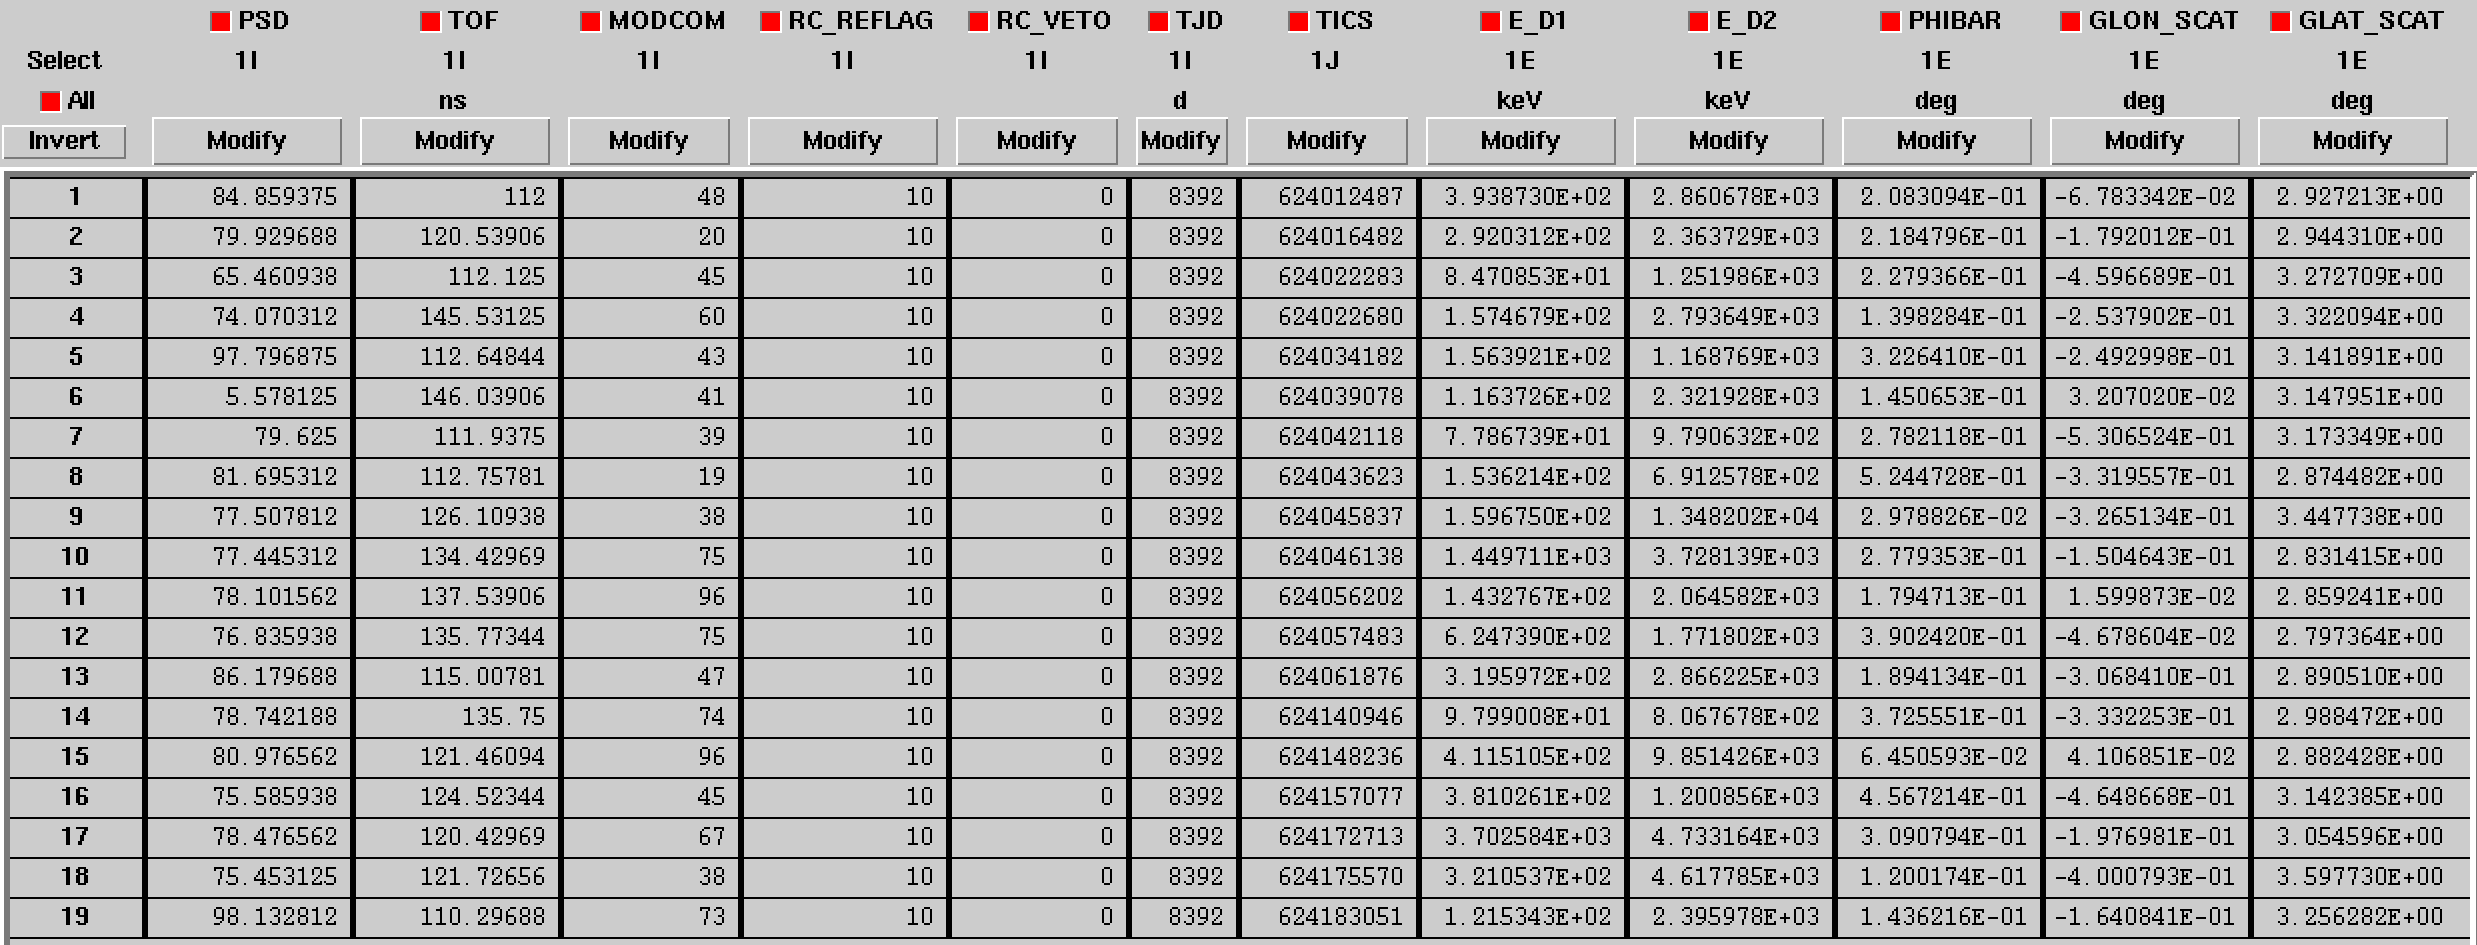 PSD TOF MODCOM RC_REFLAG RC_VETO TJD TICS E_D1 E_D2 PHIBAR GLON_SCAT GLAT_SCAT
Select 1I 1I 1I 1I 1I 1I 1J 1E 1E 1E 1E 1E
All ns d keV keV deg deg deg
Invert Modify Modify Modify Modify Modify Modify Modify Modify Modify Modify Modify Modify
1 84.859375 112 48 10 0 8392 624012487 3.938730E+02 2.860678E+03 2.083094E-01 -6.783342E-02 2.927213E+00
2 79.929688 120.53906 20 10 0 8392 624016482 2.920312E+02 2.363729E+03 2.184796E-01 -1.792012E-01 2.944310E+00
3 65.460938 112.125 45 10 0 8392 624022283 8.470853E+01 1.251986E+03 2.279366E-01 -4.596689E-01 3.272709E+00
4 74.070312 145.53125 60 10 0 8392 624022680 1.574679E+02 2.793649E+03 1.398284E-01 -2.537902E-01 3.322094E+00
5 97.796875 112.64844 43 10 0 8392 624034182 1.563921E+02 1.168769E+03 3.226410E-01 -2.492998E-01 3.141891E+00
6 5.578125 146.03906 41 10 0 8392 624039078 1.163726E+02 2.321928E+03 1.450653E-01 3.207020E-02 3.147951E+00
7 79.625 111.9375 39 10 0 8392 624042118 7.786739E+01 9.790632E+02 2.782118E-01 -5.306524E-01 3.173349E+00
8 81.695312 112.75781 19 10 0 8392 624043623 1.536214E+02 6.912578E+02 5.244728E-01 -3.319557E-01 2.874482E+00
9 77.507812 126.10938 38 10 0 8392 624045837 1.596750E+02 1.348202E+04 2.978826E-02 -3.265134E-01 3.447738E+00
10 77.445312 134.42969 75 10 0 8392 624046138 1.449711E+03 3.728139E+03 2.779353E-01 -1.504643E-01 2.831415E+00
11 78.101562 137.53906 96 10 0 8392 624056202 1.432767E+02 2.064582E+03 1.794713E-01 1.599873E-02 2.859241E+00
12 76.835938 135.77344 75 10 0 8392 624057483 6.247390E+02 1.771802E+03 3.902420E-01 -4.678604E-02 2.797364E+00
13 86.179688 115.00781 47 10 0 8392 624061876 3.195972E+02 2.866225E+03 1.894134E-01 -3.068410E-01 2.890510E+00
14 78.742188 135.75 74 10 0 8392 624140946 9.799008E+01 8.067678E+02 3.725551E-01 -3.332253E-01 2.988472E+00
15 80.976562 121.46094 96 10 0 8392 624148236 4.115105E+02 9.851426E+03 6.450593E-02 4.106851E-02 2.882428E+00
16 75.585938 124.52344 45 10 0 8392 624157077 3.810261E+02 1.200856E+03 4.567214E-01 -4.648668E-01 3.142385E+00
17 78.476562 120.42969 67 10 0 8392 624172713 3.702584E+03 4.733164E+03 3.090794E-01 -1.976981E-01 3.054596E+00
18 75.453125 121.72656 38 10 0 8392 624175570 3.210537E+02 4.617785E+03 1.200174E-01 -4.000793E-01 3.597730E+00
19 98.132812 110.29688 73 10 0 8392 624183051 1.215343E+02 2.395978E+03 1.436216E-01 -1.640841E-01 3.256282E+00